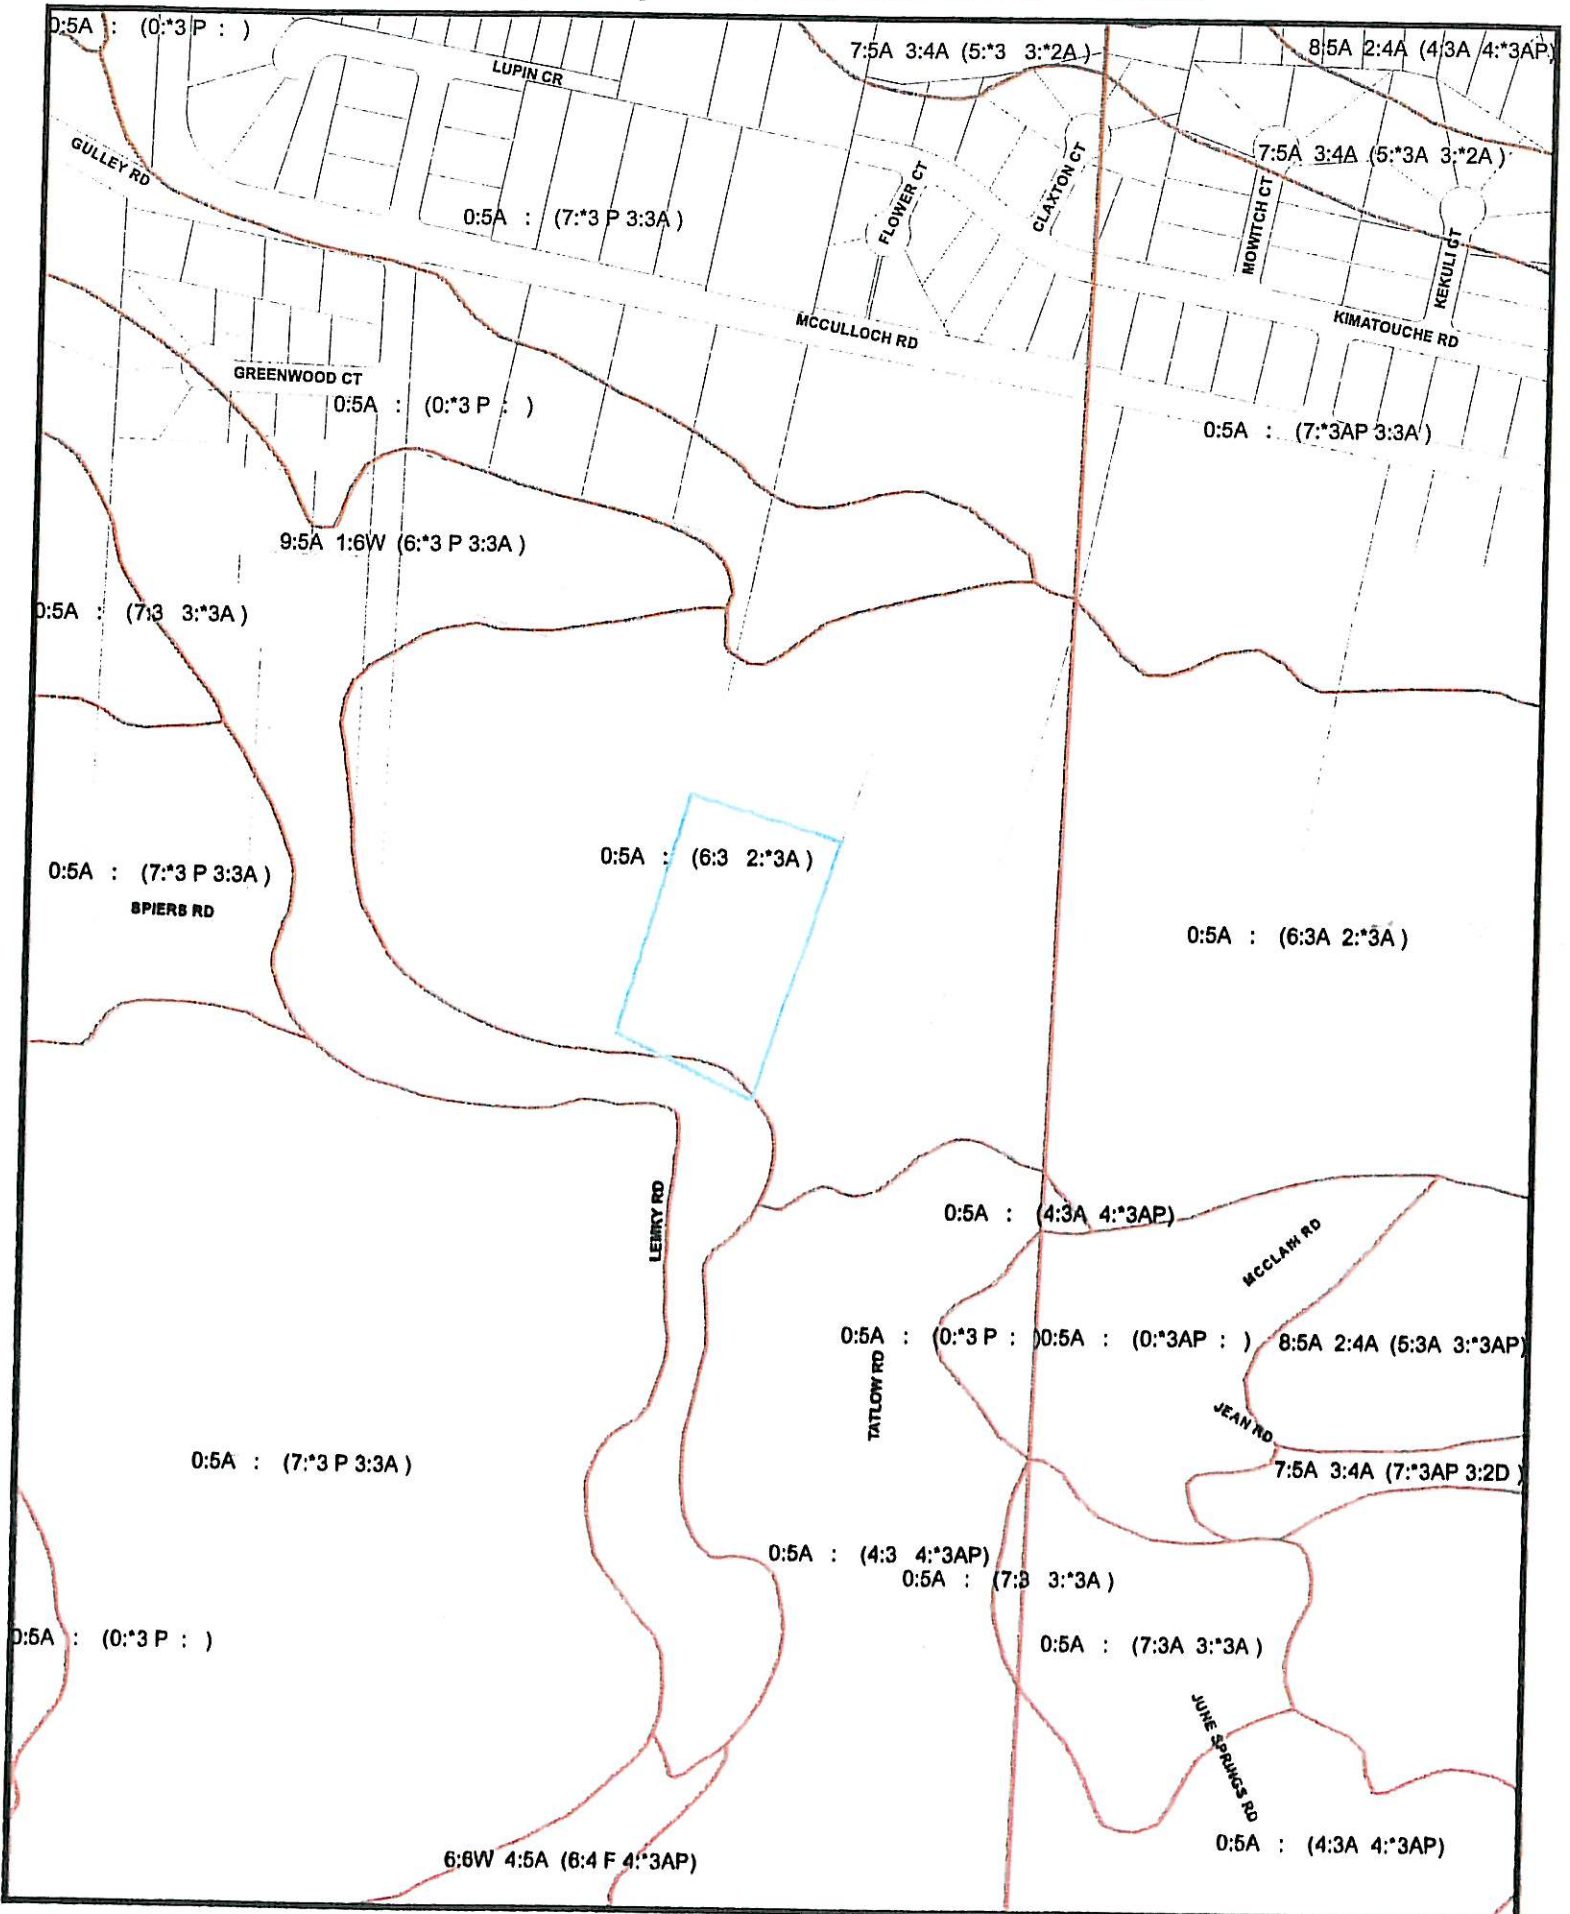 0:5A : (0:*3 P : )
7:5A 3:4A (5:*3 3:*2A )
8:5A 2:4A (4:3A 4:*3AP)
LUPIN CR
GULLEY RD
7:5A 3:4A (5:*3A 3:*2A )
FLOWER CT
CLAXTON CT
MOWITCH CT
KEKULI CT
0:5A : (7:*3 P 3:3A )
MCCULLOCH RD
KIMATOUCHE RD
GREENWOOD CT
0:5A : (0:*3 P : )
0:5A : (7:*3AP 3:3A )
9:5A 1:6W (6:*3 P 3:3A )
0:5A : (7:3 3:*3A )
0:5A : (6:3 2:*3A )
0:5A : (7:*3 P 3:3A )
SPIERS RD
0:5A : (6:3A 2:*3A )
LEMKY RD
0:5A : (4:3A 4:*3AP)
MCCLAIN RD
0:5A : (0:*3 P : )
0:5A : (0:*3AP : )
8:5A 2:4A (5:3A 3:*3AP)
TATLOW RD
JEAN RD
0:5A : (7:*3 P 3:3A )
7:5A 3:4A (7:*3AP 3:2D )
0:5A : (4:3 4:*3AP)
0:5A : (7:3 3:*3A )
0:5A : (0:*3 P : )
0:5A : (7:3A 3:*3A )
JUNE SPRINGS RD
0:5A : (4:3A 4:*3AP)
6:6W 4:5A (6:4 F 4:*3AP)